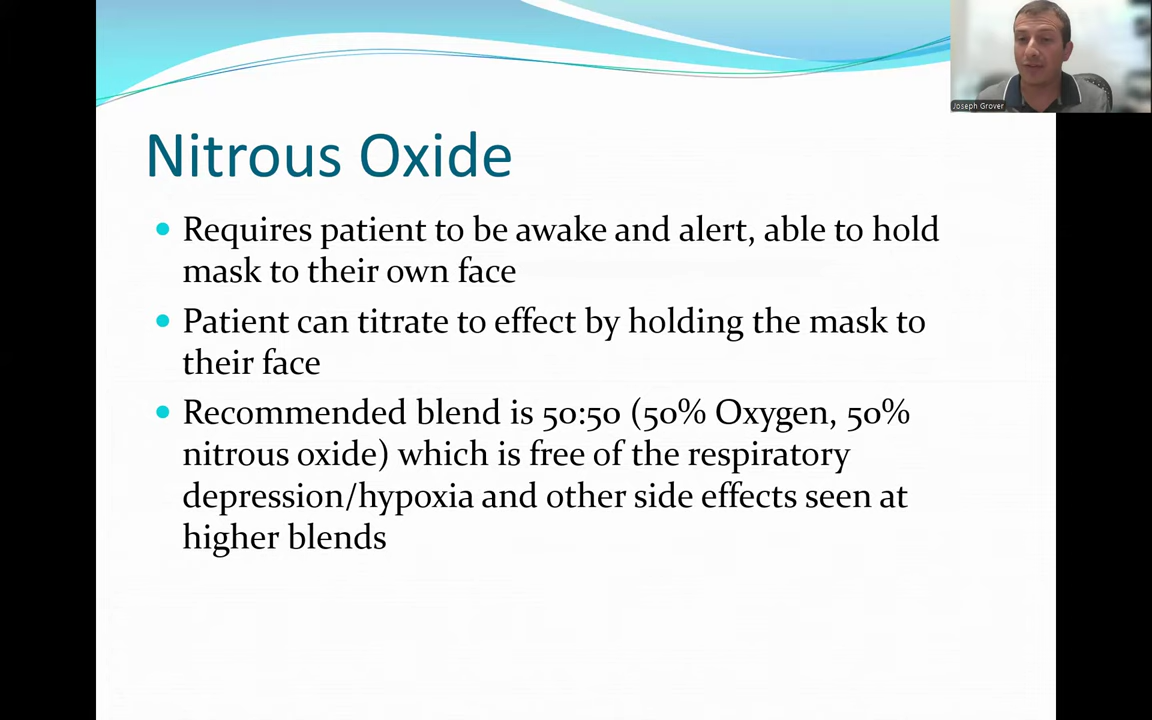 Joseph Grover
Nitrous Oxide
Requires patient to be awake and alert, able to hold
mask to their own face
Patient can titrate to effect by holding the mask to
their face
Recommended blend is 50:50 (50% Oxygen, 50%
nitrous oxide) which is free of the respiratory
depression/hypoxia and other side effects seen at
higher blends